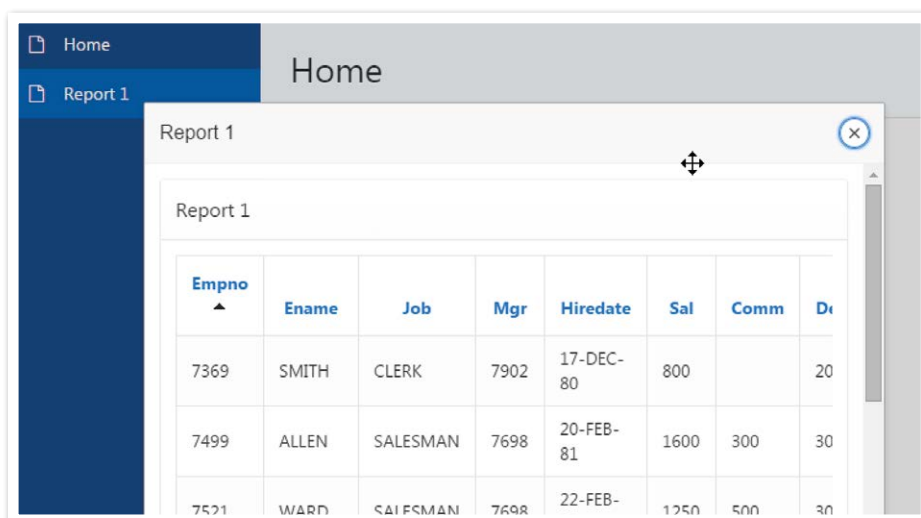 Home
Home
Report 1
Report 1
Report 1
Empno Ename Job Mgr Hiredate Sal Comm
7369 SMITH CLERK 7902 17-DEC-80 800 20
7499 ALLEN SALESMAN 7698 20-FEB-81 1600 300 30
7521 WARD SALESMAN 7698 22-FEB- 1250 500 30